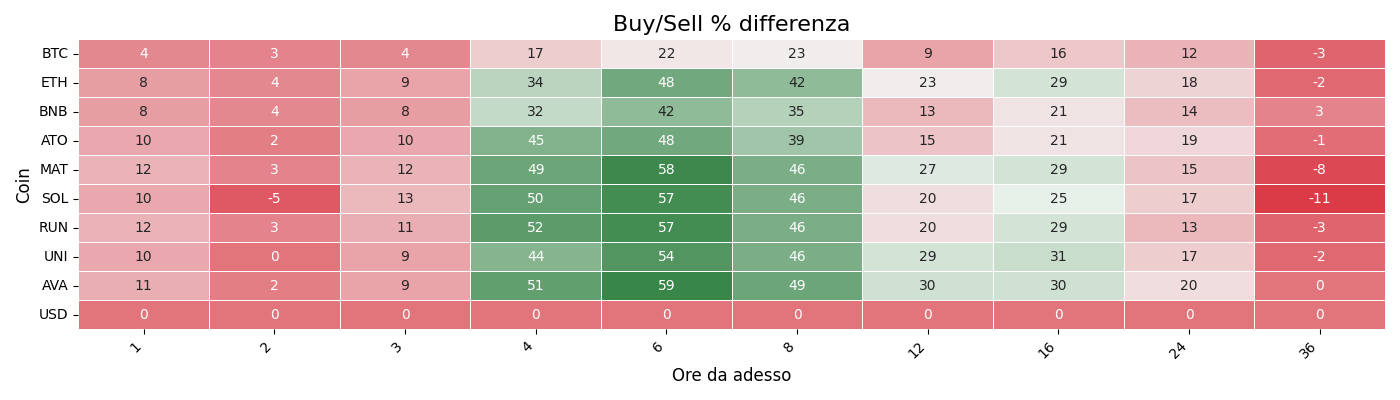 Buy/Sell % differenza
Coin
BTC 4 3 4 17 22 23 9 16 12 -3
ETH 8 4 9 34 48 42 23 29 18 -2
BNB 8 4 8 32 42 35 13 21 14 3
ATO 10 2 10 45 48 39 15 21 19 -1
MAT 12 3 12 49 58 46 27 29 15 -8
SOL 10 -5 13 50 57 46 20 25 17 -11
RUN 12 3 11 52 57 46 20 29 13 -3
UNI 10 0 9 44 54 46 29 31 17 -2
AVA 11 2 9 51 59 49 30 30 20 0
USD 0 0 0 0 0 0 0 0 0 0
1 2 3 4 6 8 12 16 24 36
Ore da adesso